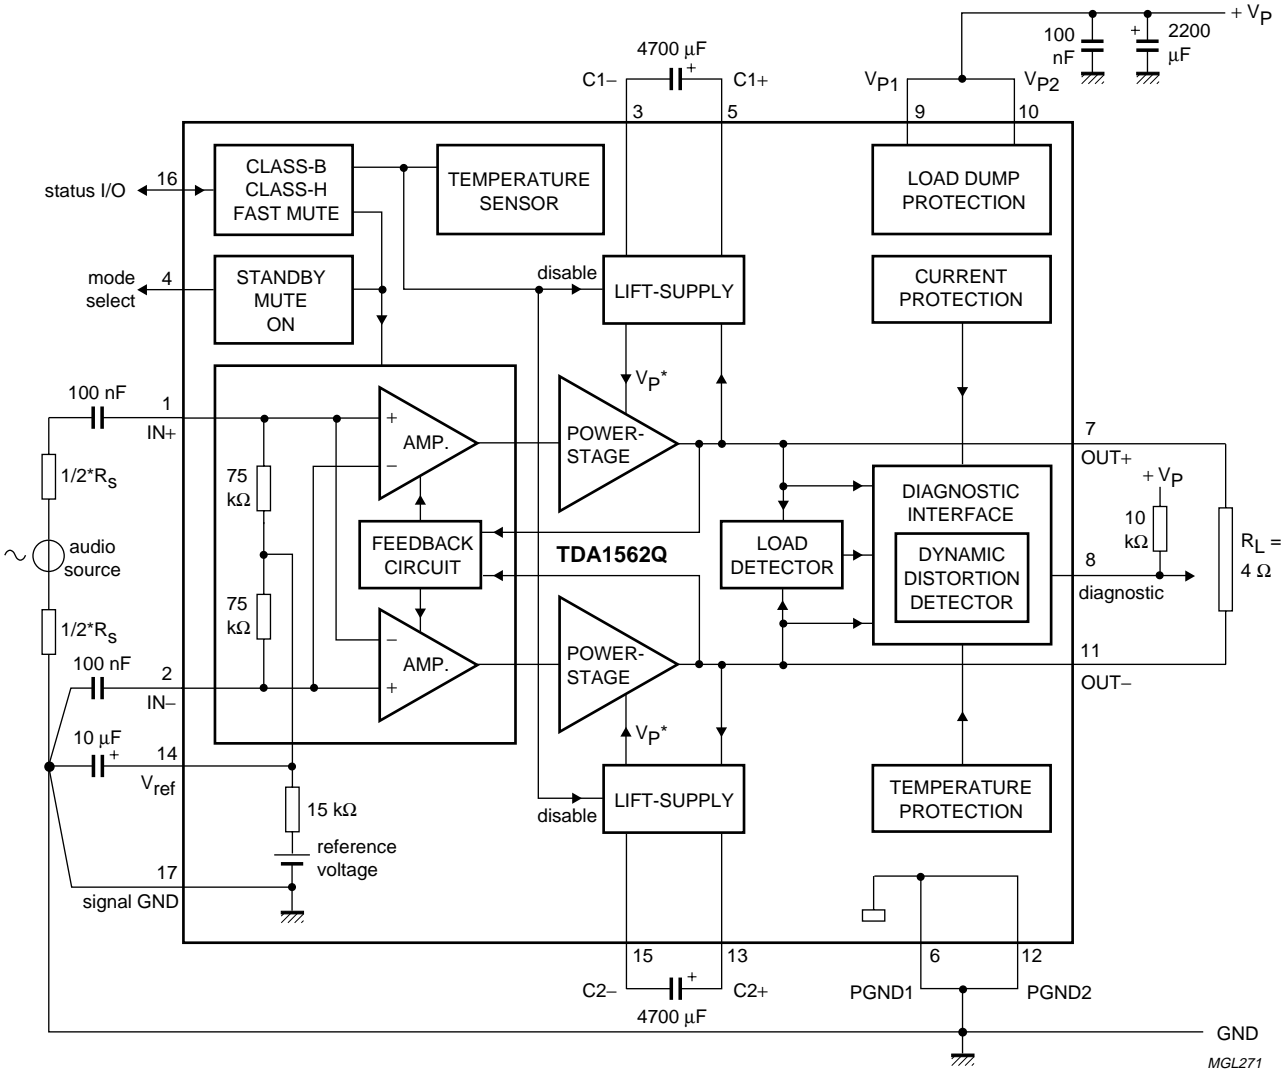 + VP
100 nF
+ 2200 µF
4700 µF
+
C1−
C1+
VP1
VP2
3
5
9
10
status I/O
16
CLASS-B
CLASS-H
FAST MUTE
TEMPERATURE
SENSOR
LOAD DUMP
PROTECTION
mode
select
4
STANDBY
MUTE
ON
disable
LIFT-SUPPLY
CURRENT
PROTECTION
VP*
100 nF
1
IN+
+
AMP.
−
POWER-
STAGE
7
OUT+
1/2*Rs
75
kΩ
DIAGNOSTIC
INTERFACE
+ VP
10
kΩ
audio
source
FEEDBACK
CIRCUIT
TDA1562Q
LOAD
DETECTOR
DYNAMIC
DISTORTION
DETECTOR
8
diagnostic
RL =
4 Ω
1/2*Rs
75
kΩ
−
AMP.
+
POWER-
STAGE
11
OUT−
100 nF
2
IN−
VP*
10 µF
+
14
Vref
15 kΩ
disable
LIFT-SUPPLY
TEMPERATURE
PROTECTION
reference
voltage
17
signal GND
15
13
6
12
C2−
+
C2+
4700 µF
PGND1
PGND2
GND
MGL271